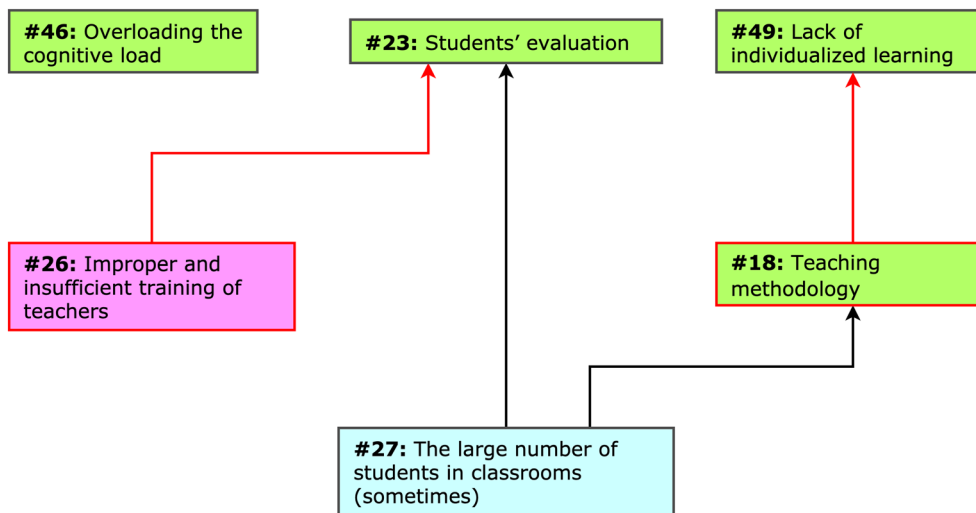 #46: Overloading the
cognitive load
#23: Students’ evaluation
#49: Lack of
individualized learning
#26: Improper and
insufficient training of
teachers
#18: Teaching
methodology
#27: The large number of
students in classrooms
(sometimes)